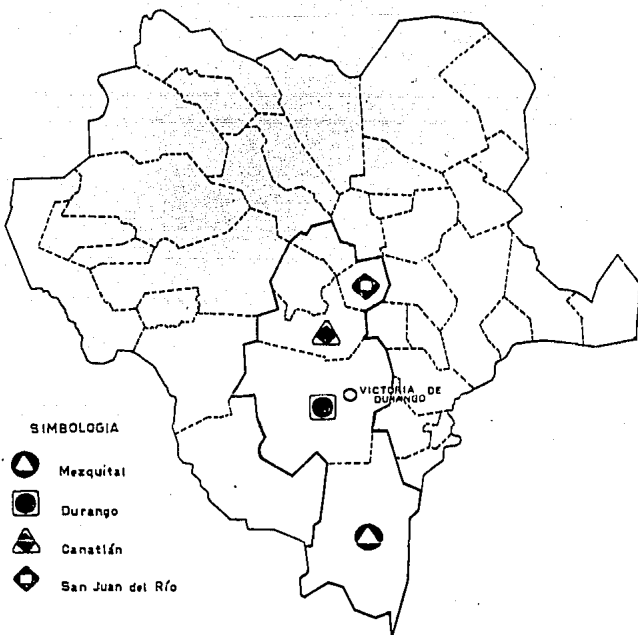 VICTORIA DE
DURANGO
SIMBOLOGIA
Mezquital
Durango
Canatlán
San Juan del Río